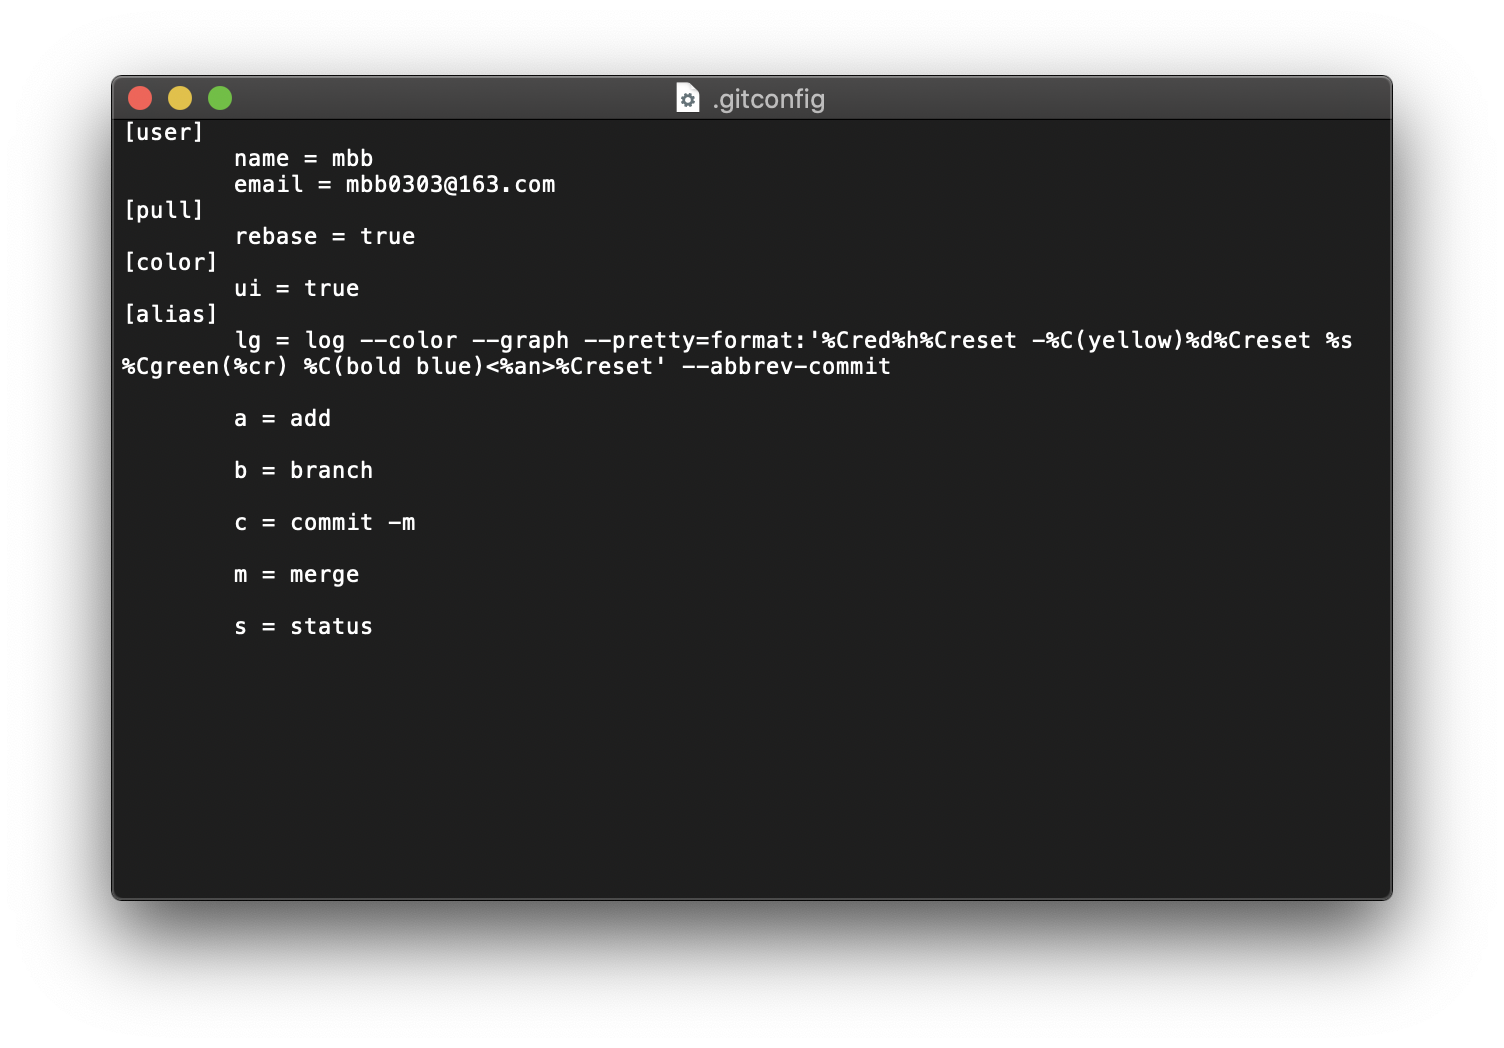 .gitconfig
[user]
name = mbb
email = mbb0303@163.com
[pull]
rebase = true
[color]
ui = true
[alias]
lg = log --color --graph --pretty=format:'%Cred%h%Creset -%C(yellow)%d%Creset %s
%Cgreen(%cr) %C(bold blue)<%an>%Creset' --abbrev-commit
a = add
b = branch
c = commit -m
m = merge
s = status